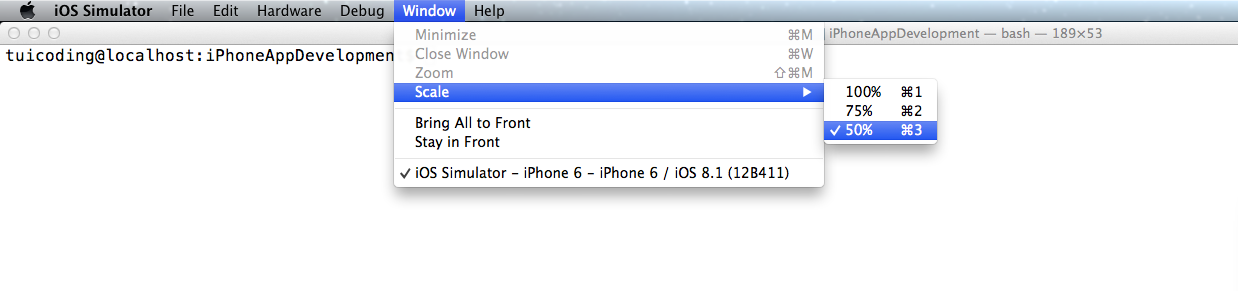 iOS Simulator File Edit Hardware Debug Window Help
iPhoneAppDevelopment — bash — 189×53
tuicoding@localhost:iPhoneAppDevelopmen
Minimize ⌘M
Close Window ⌘W
Zoom ⇧⌘M
Scale ▶
100% ⌘1
75% ⌘2
✓ 50% ⌘3
Bring All to Front
Stay in Front
✓ iOS Simulator – iPhone 6 – iPhone 6 / iOS 8.1 (12B411)